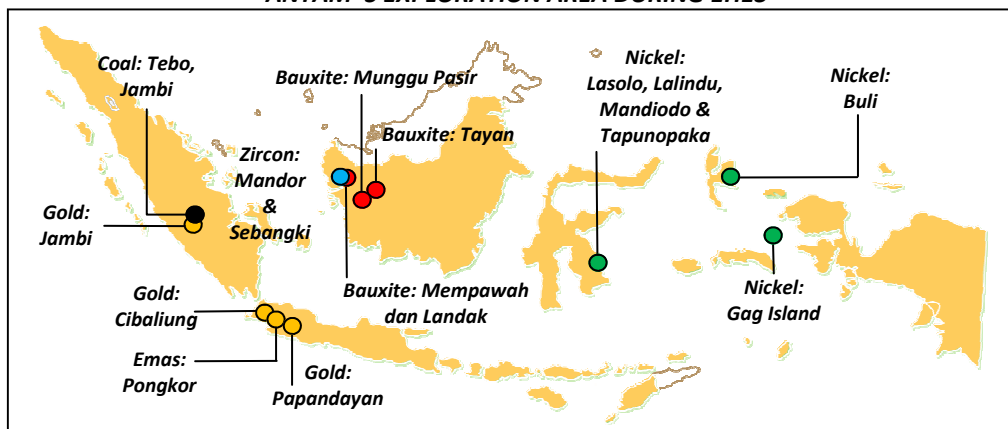 Coal: Tebo,
Jambi
Bauxite: Munggu Pasir
Bauxite: Tayan
Nickel:
Lasolo, Lalindu,
Mandiodo &
Tapunopaka
Nickel:
Buli
Zircon:
Mandor
&
Sebangki
Gold:
Jambi
Gold:
Cibaliung
Bauxite: Mempawah
dan Landak
Nickel:
Gag Island
Emas:
Pongkor
Gold:
Papandayan